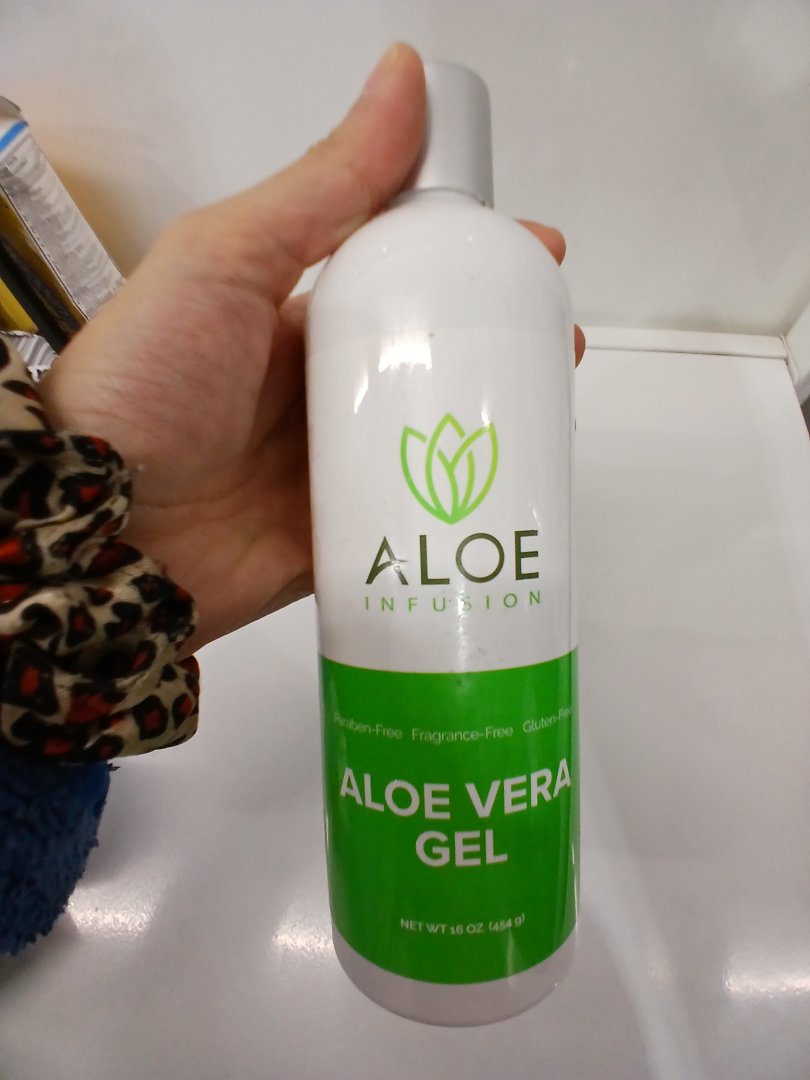 ALOE
INFUSION
Paraben-Free Fragrance-Free Gluten-Free
ALOE VERA
GEL
NET WT 16 OZ. (454 g)